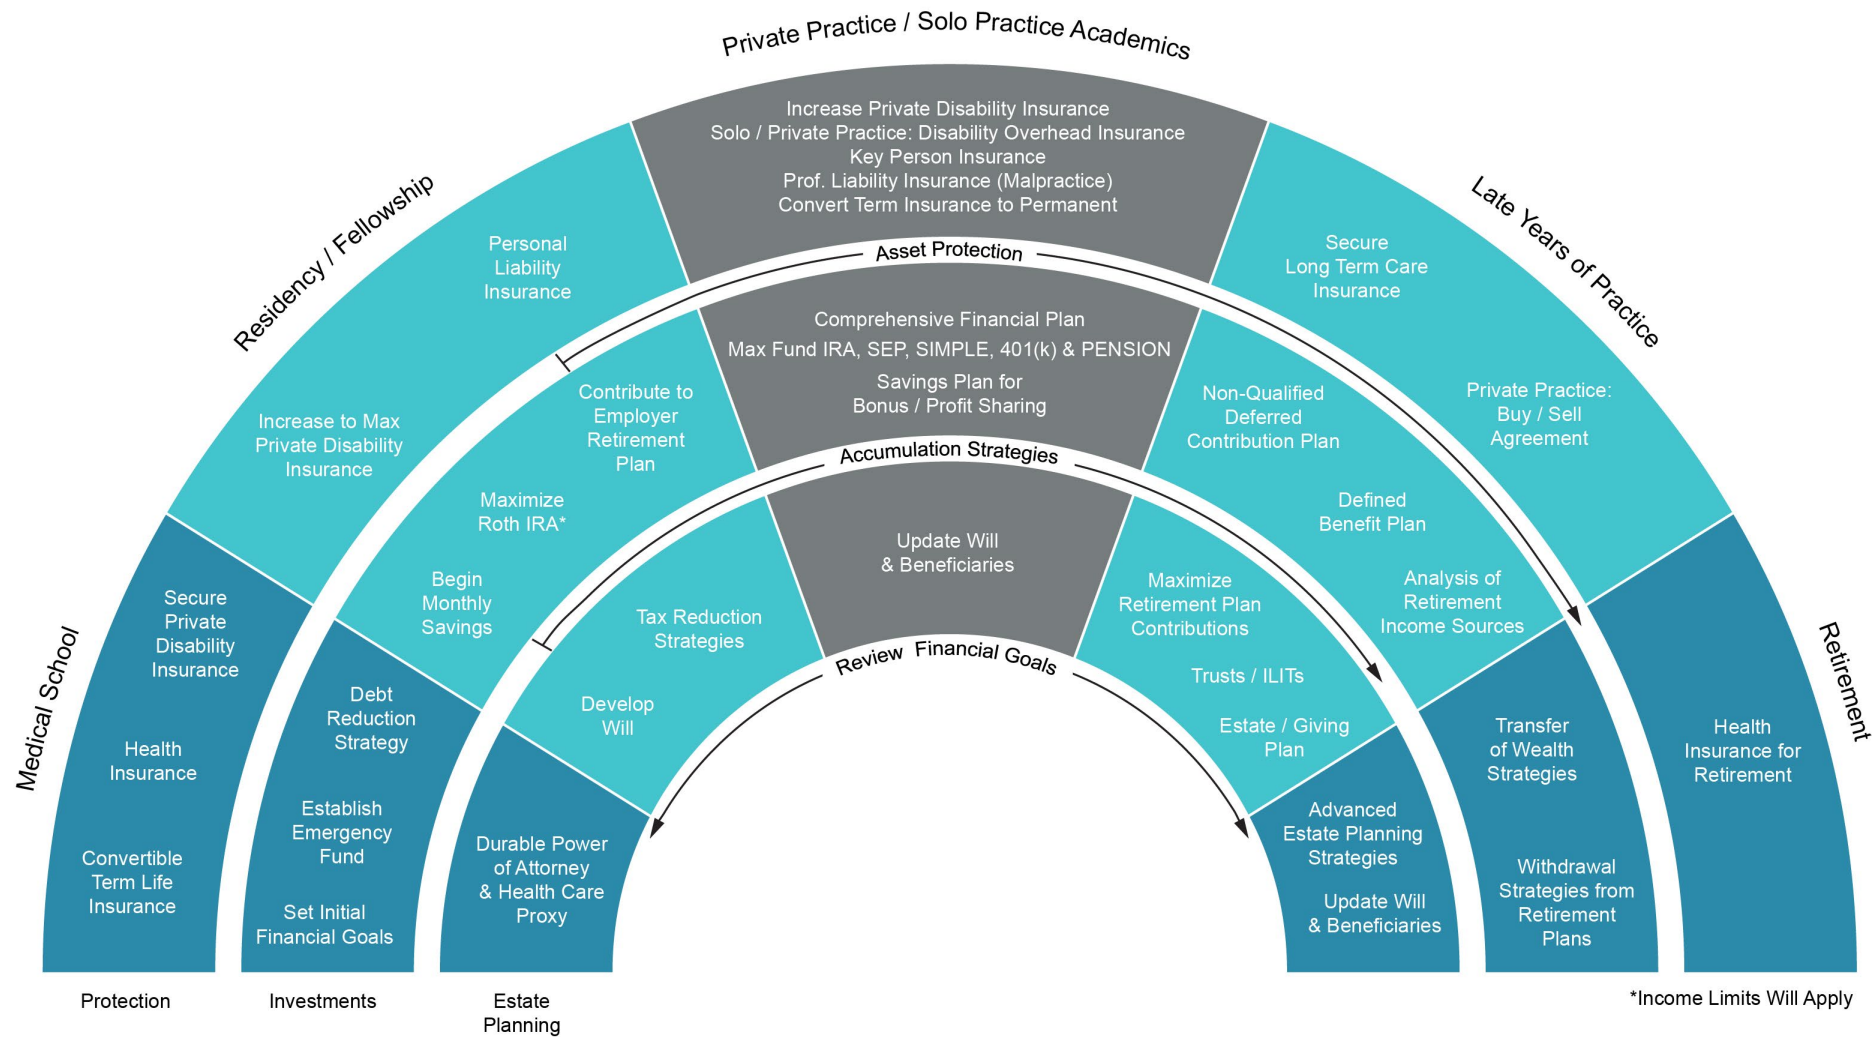 Private Practice / Solo Practice Academics
Increase Private Disability Insurance
Solo / Private Practice: Disability Overhead Insurance
Key Person Insurance
Prof. Liability Insurance (Malpractice)
Convert Term Insurance to Permanent
Asset Protection
Comprehensive Financial Plan
Max Fund IRA, SEP, SIMPLE, 401(k) & PENSION
Savings Plan for
Bonus / Profit Sharing
Accumulation Strategies
Update Will
& Beneficiaries
Review Financial Goals
Residency / Fellowship
Personal
Liability
Insurance
Increase to Max
Private Disability
Insurance
Contribute to
Employer
Retirement
Plan
Maximize
Roth IRA*
Begin
Monthly
Savings
Tax Reduction
Strategies
Develop
Will
Medical School
Secure
Private
Disability
Insurance
Health
Insurance
Convertible
Term Life
Insurance
Debt
Reduction
Strategy
Establish
Emergency
Fund
Set Initial
Financial Goals
Durable Power
of Attorney
& Health Care
Proxy
Late Years of Practice
Secure
Long Term Care
Insurance
Private Practice:
Buy / Sell
Agreement
Non-Qualified
Deferred
Contribution Plan
Defined
Benefit Plan
Analysis of
Retirement
Income Sources
Maximize
Retirement Plan
Contributions
Trusts / ILITs
Estate / Giving
Plan
Retirement
Health
Insurance for
Retirement
Transfer
of Wealth
Strategies
Withdrawal
Strategies from
Retirement
Plans
Advanced
Estate Planning
Strategies
Update Will
& Beneficiaries
Protection
Investments
Estate
Planning
*Income Limits Will Apply